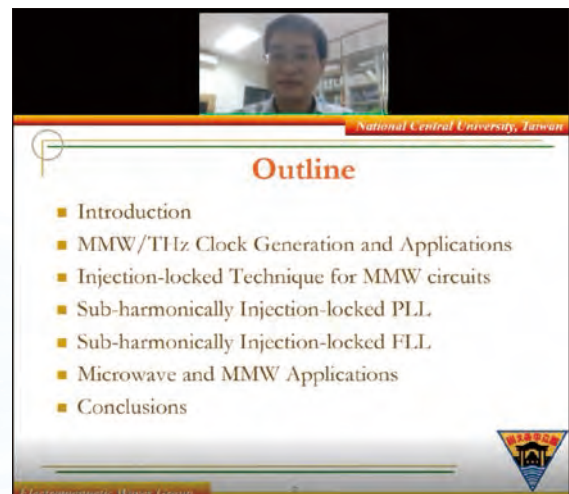 National Central University, Taiwan
Outline
Introduction
MMW/THz Clock Generation and Applications
Injection-locked Technique for MMW circuits
Sub-harmonically Injection-locked PLL
Sub-harmonically Injection-locked FLL
Microwave and MMW Applications
Conclusions